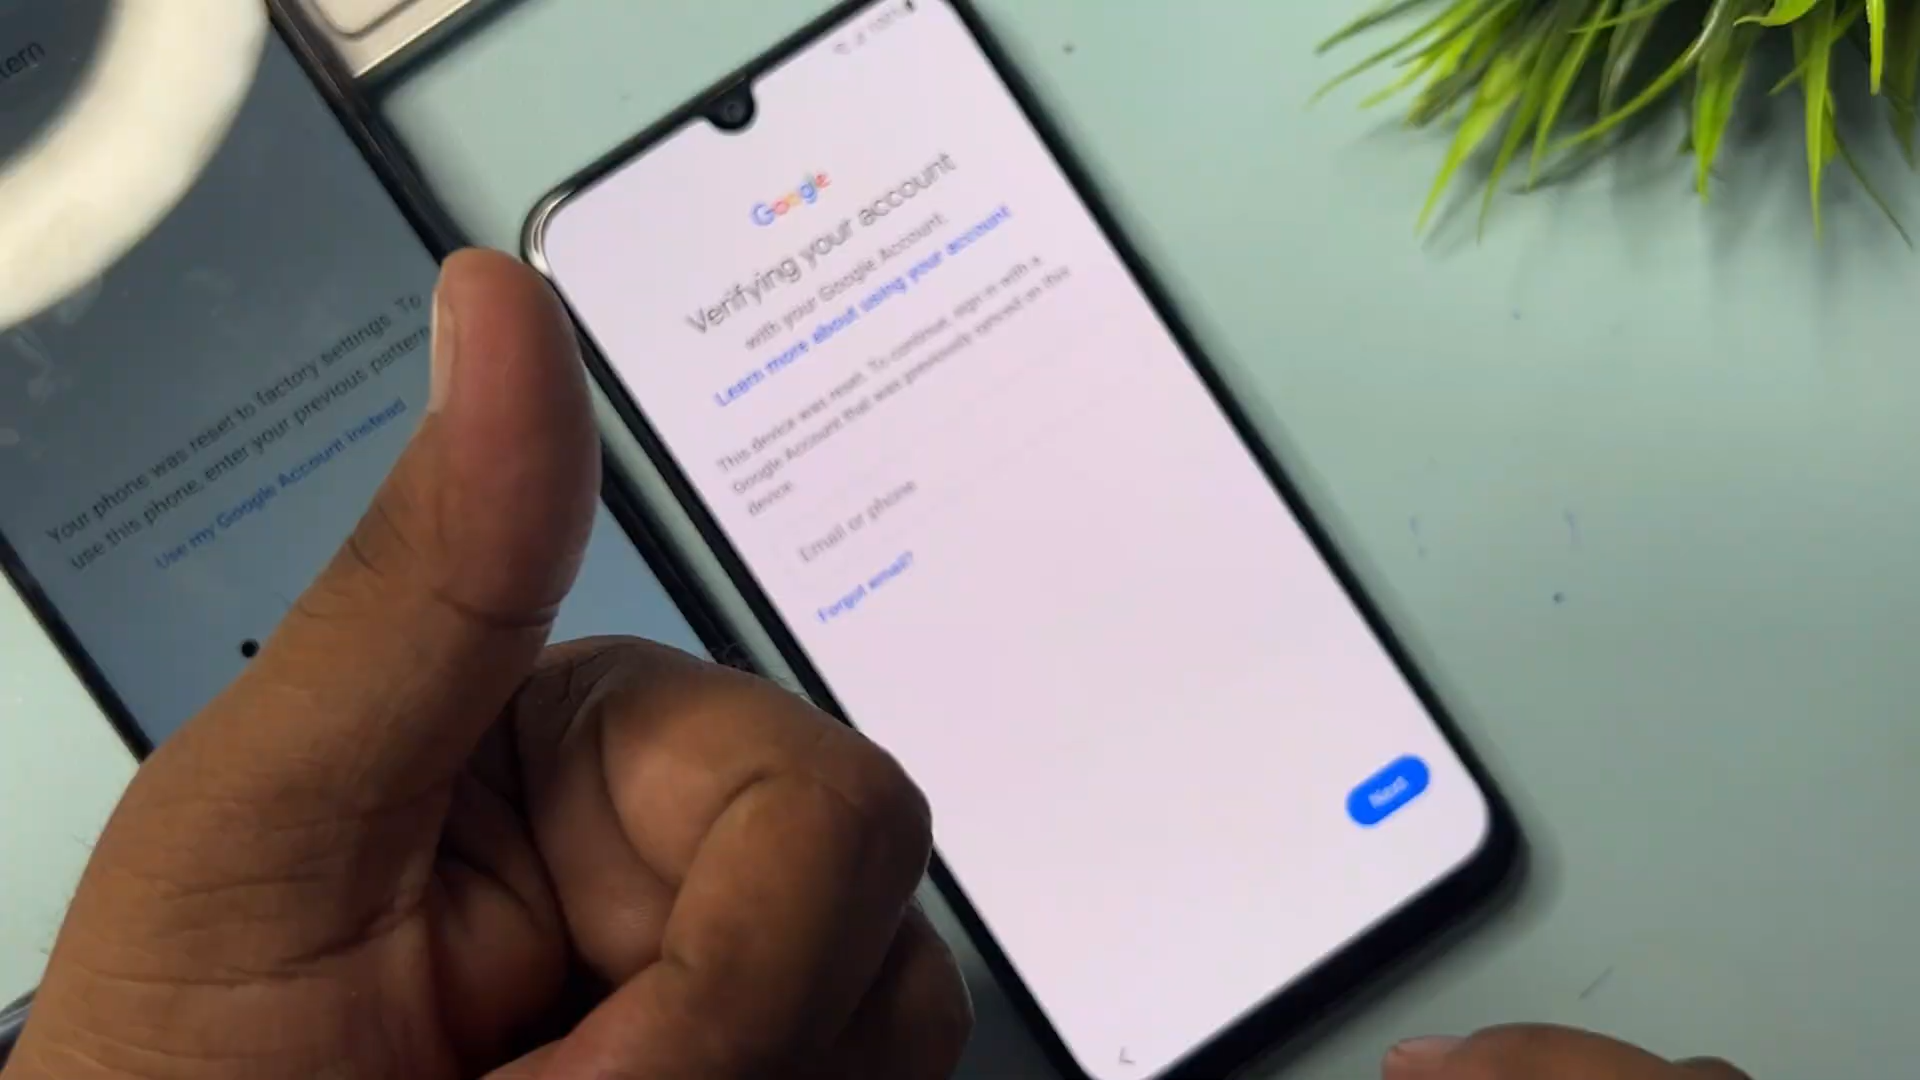 tern
Your phone was reset to factory settings. To
use this phone, enter your previous pattern
Use my Google Account instead
100%
Google
Verifying your account
with your Google Account.
Learn more about using your account
This device was reset. To continue, sign in with a
Google Account that was previously synced on this
device.
Email or phone
Forgot email?
Next